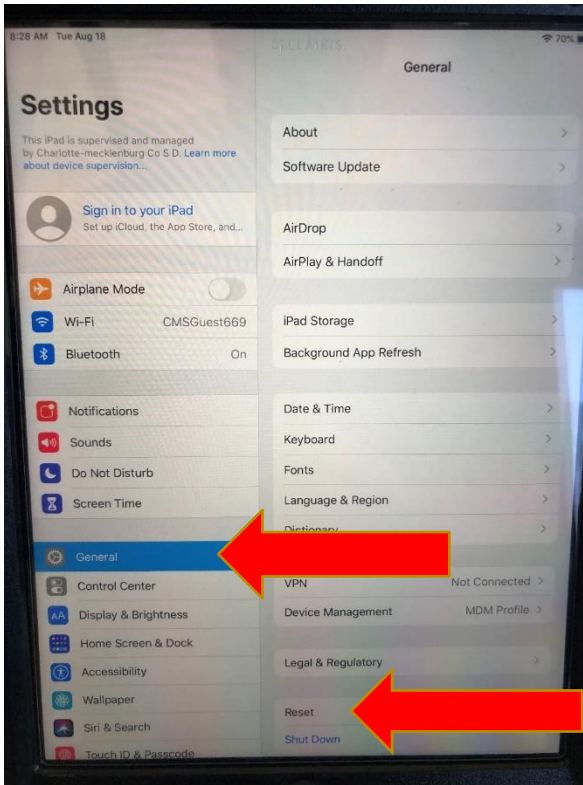 8:28 AM Tue Aug 18
70%
CELLAIRIS
General
Settings
This iPad is supervised and managed
by Charlotte-mecklenburg Co S D. Learn more
about device supervision...
Sign in to your iPad
Set up iCloud, the App Store, and...
Airplane Mode
Wi-Fi CMSGuest669
Bluetooth On
Notifications
Sounds
Do Not Disturb
Screen Time
General
Control Center
AA Display & Brightness
Home Screen & Dock
Accessibility
Wallpaper
Siri & Search
Touch ID & Passcode
About
Software Update
AirDrop
AirPlay & Handoff
iPad Storage
Background App Refresh
Date & Time
Keyboard
Fonts
Language & Region
Dictionary
VPN Not Connected
Device Management MDM Profile
Legal & Regulatory
Reset
Shut Down